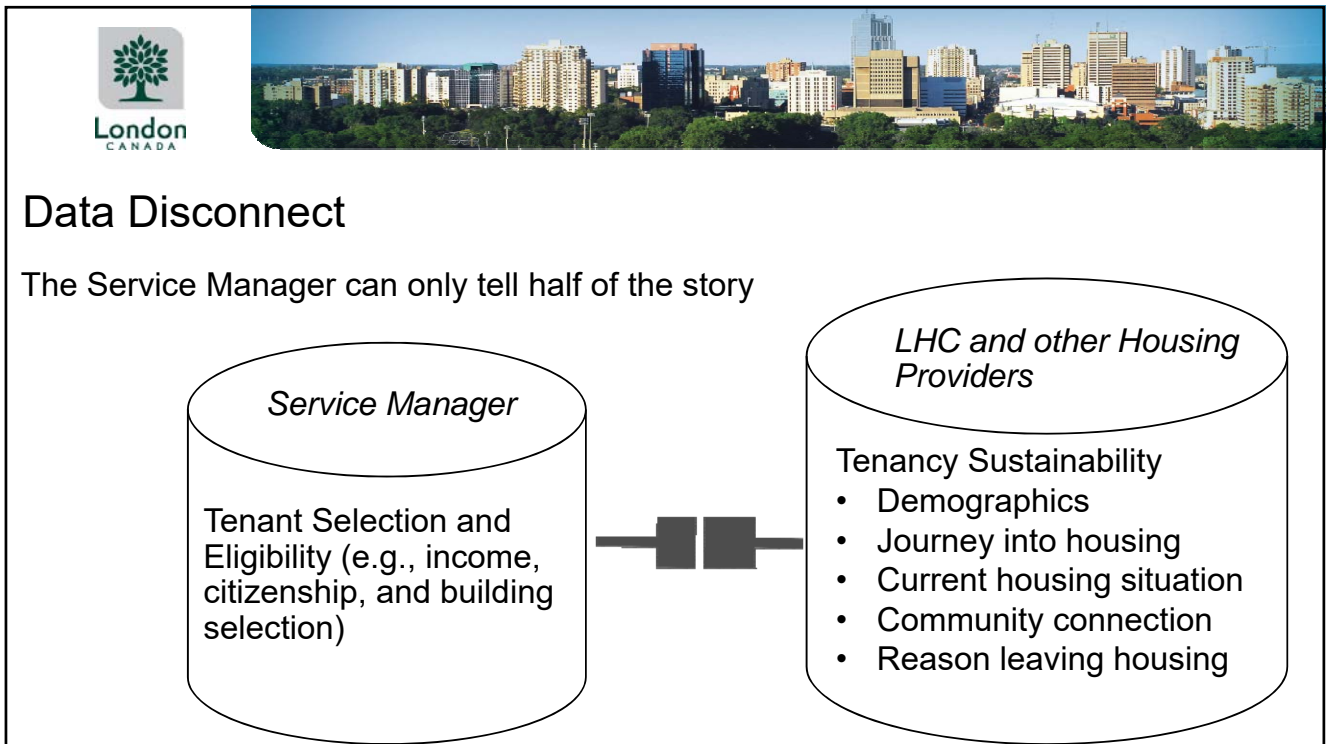 London
CANADA
Data Disconnect
The Service Manager can only tell half of the story
Service Manager
Tenant Selection and
Eligibility (e.g., income,
citizenship, and building
selection)
LHC and other Housing
Providers
Tenancy Sustainability
• Demographics
• Journey into housing
• Current housing situation
• Community connection
• Reason leaving housing